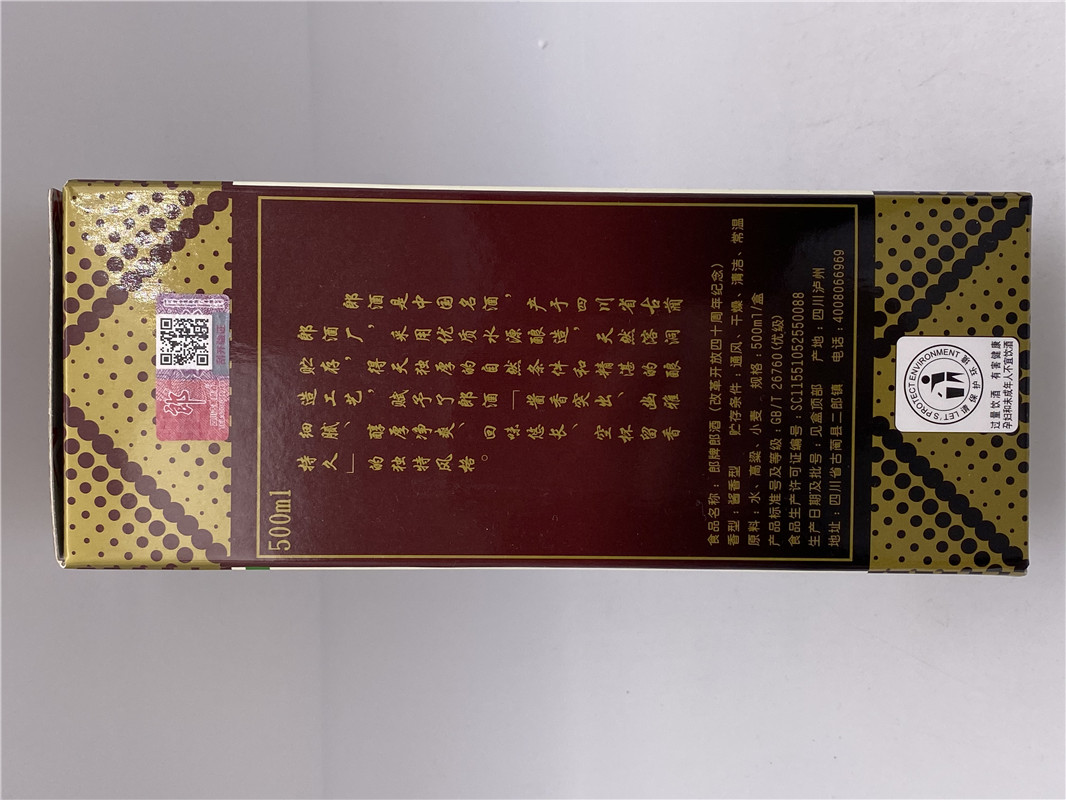 500ml
郎酒是中国名酒，产于四川省古蔺
郎酒厂，采用优质水源酿造，天然溶洞
贮存，得天独厚的自然条件和精湛的酿
造工艺，赋予了郎酒「酱香突出、幽雅
细腻、醇厚净爽、回味悠长、空杯留香
持久」的独特风格。
食品名称：郎牌郎酒（改革开放四十周年纪念）
香型：酱香型 贮存条件：通风、干燥、清洁、常温
原料：水、高粱、小麦 规格：500ml/盒
产品标准号及等级：GB/T 26760(优级)
食品生产许可证编号：SC11551052550088
生产日期及批号：见盒顶部 产地：四川泸州
地址：四川省古蔺县二郎镇 电话：4008066969
LET'S PROTECT ENVIRONMENT
请保护环境
过量饮酒 有害健康
孕妇和未成年人不宜饮酒
郎